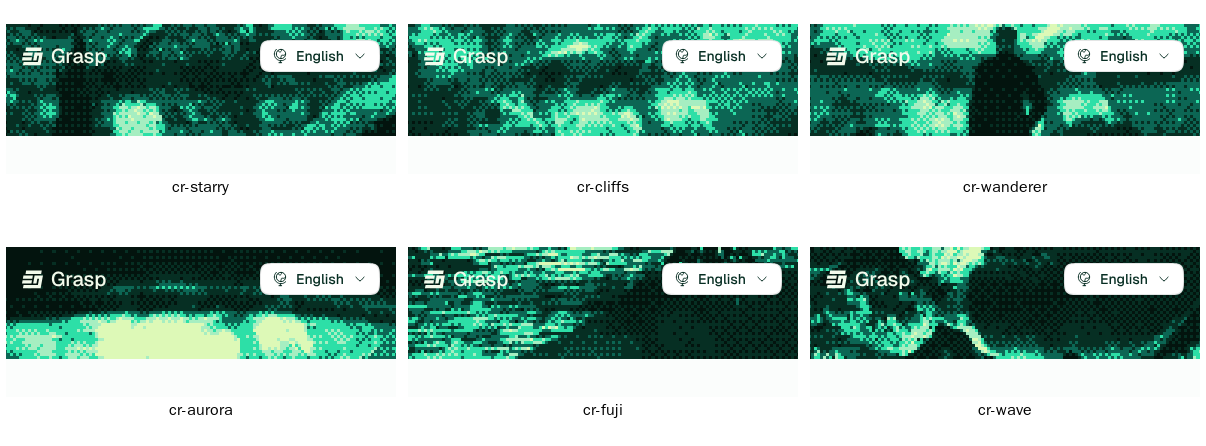 Grasp English
Grasp English
Grasp English
cr-starry
cr-cliffs
cr-wanderer
Grasp English
Grasp English
Grasp English
cr-aurora
cr-fuji
cr-wave